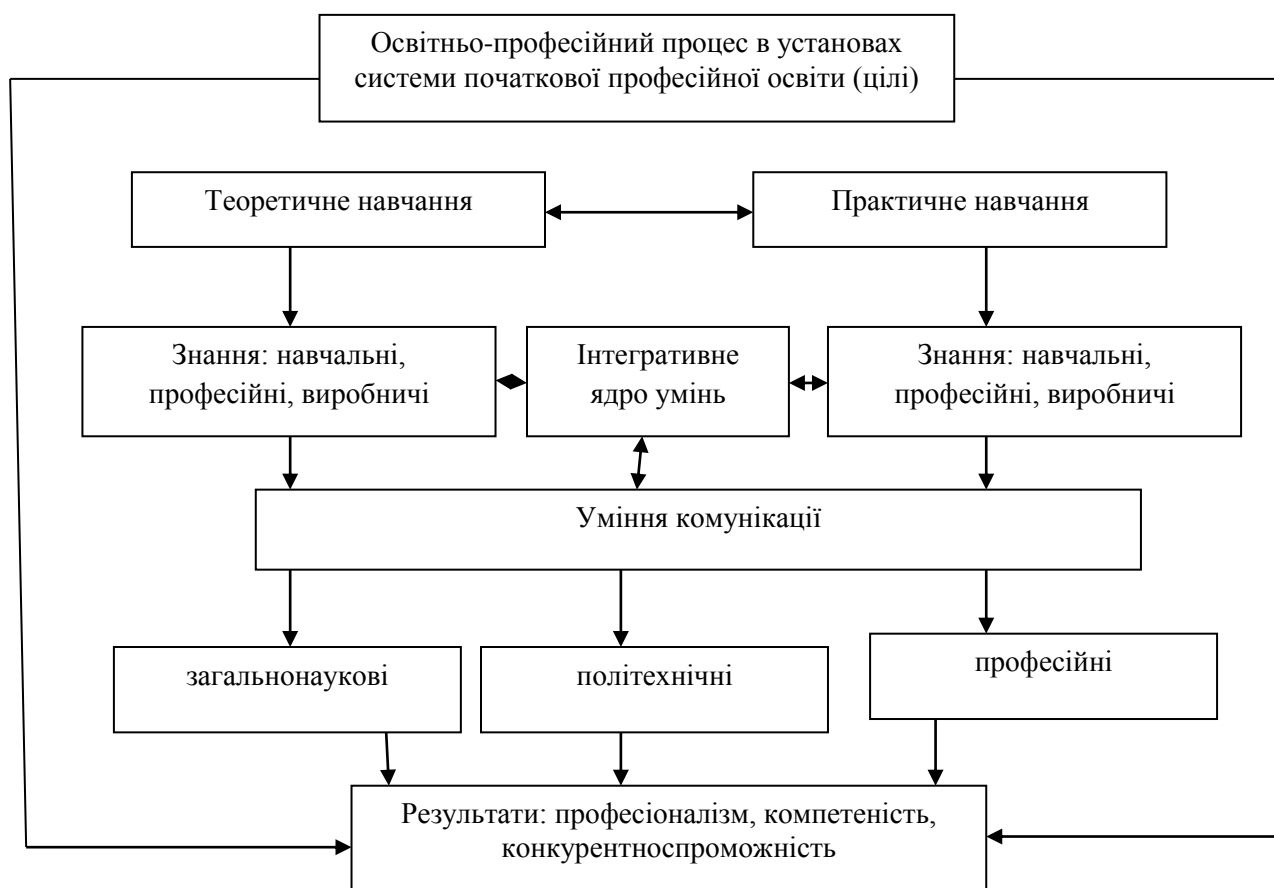 Освітньо-професійний процес в установах
системи початкової професійної освіти (цілі)
Теоретичне навчання
Практичне навчання
Знання: навчальні,
професійні, виробничі
Інтегративне
ядро умінь
Знання: навчальні,
професійні, виробничі
Уміння комунікації
загальнонаукові
політехнічні
професійні
Результати: професіоналізм, компетеність,
конкурентноспроможність